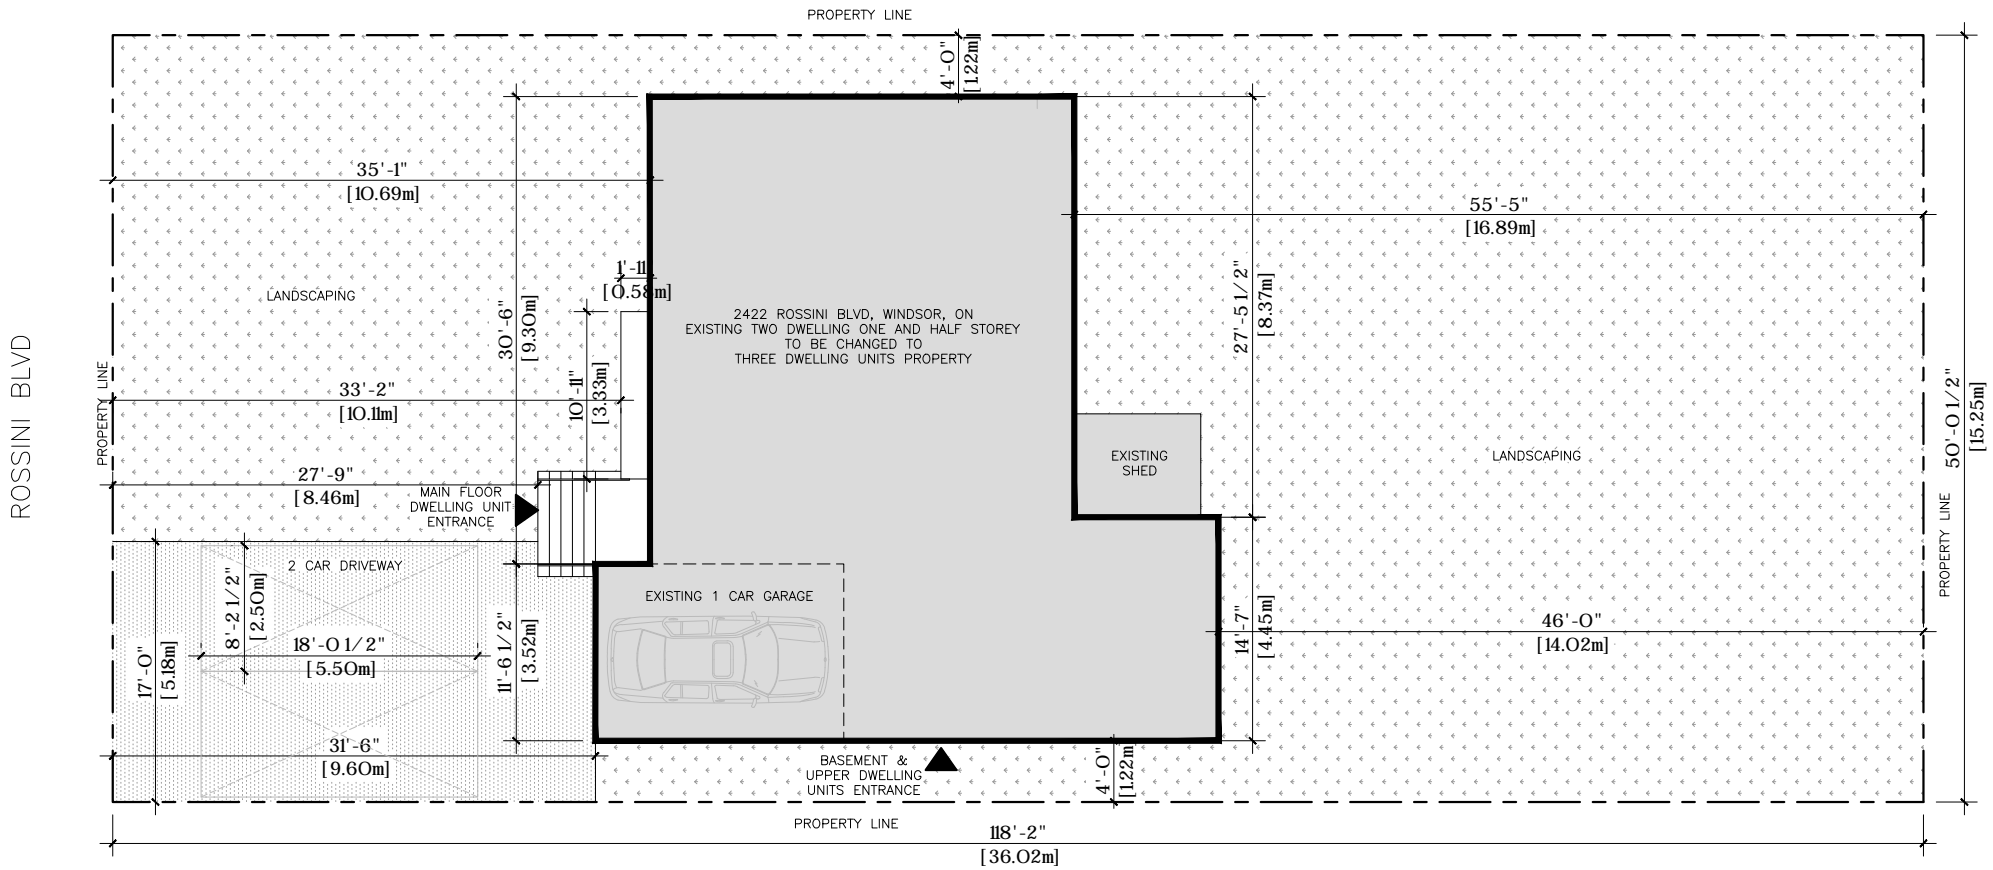 PROPERTY LINE
4'-0"
[1.22m]
35'-1"
[10.69m]
55'-5"
[16.89m]
1'-11
[0.58m]
LANDSCAPING
30'-6"
[9.30m]
27'-5 1/2"
[8.37m]
2422 ROSSINI BLVD, WINDSOR, ON
EXISTING TWO DWELLING ONE AND HALF STOREY
TO BE CHANGED TO
THREE DWELLING UNITS PROPERTY
ROSSINI BLVD
PROPERTY LINE
33'-2"
[10.11m]
10'-11"
[3.33m]
50'-0 1/2"
[15.25m]
EXISTING
SHED
LANDSCAPING
27'-9"
[8.46m]
MAIN FLOOR
DWELLING UNIT
ENTRANCE
PROPERTY LINE
2 CAR DRIVEWAY
8'-2 1/2"
[2.50m]
EXISTING 1 CAR GARAGE
18'-0 1/2"
[5.50m]
17'-0"
[5.18m]
11'-6 1/2"
[3.52m]
14'-7"
[4.45m]
46'-0"
[14.02m]
31'-6"
[9.60m]
BASEMENT &
UPPER DWELLING
UNITS ENTRANCE
4'-0"
[1.22m
PROPERTY LINE
118'-2"
[36.02m]